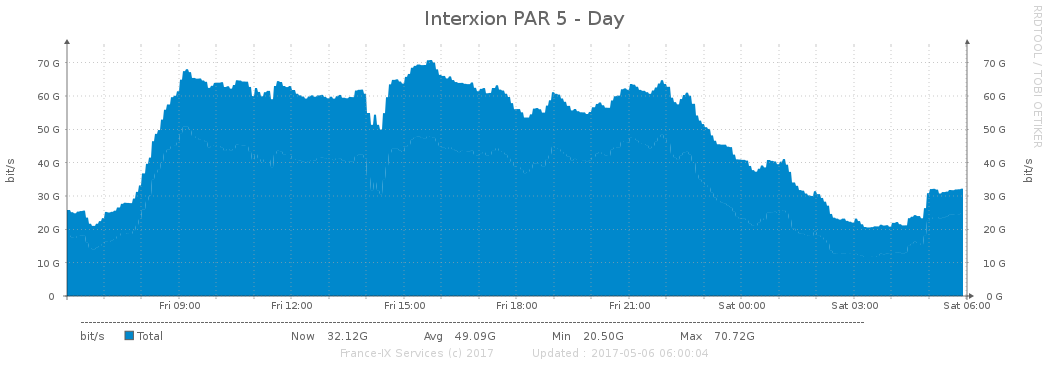 Interxion PAR 5 - Day
RRDTOOL / TOBI OETIKER
bit/s
70 G 70 G
60 G 60 G
50 G 50 G
40 G 40 G
30 G 30 G
20 G 20 G
10 G 10 G
0 0 G
bit/s
Fri 09:00 Fri 12:00 Fri 15:00 Fri 18:00 Fri 21:00 Sat 00:00 Sat 03:00 Sat 06:00
bit/s Total Now 32.12G Avg 49.09G Min 20.50G Max 70.72G
France-IX Services (c) 2017 Updated : 2017-05-06 06:00:04